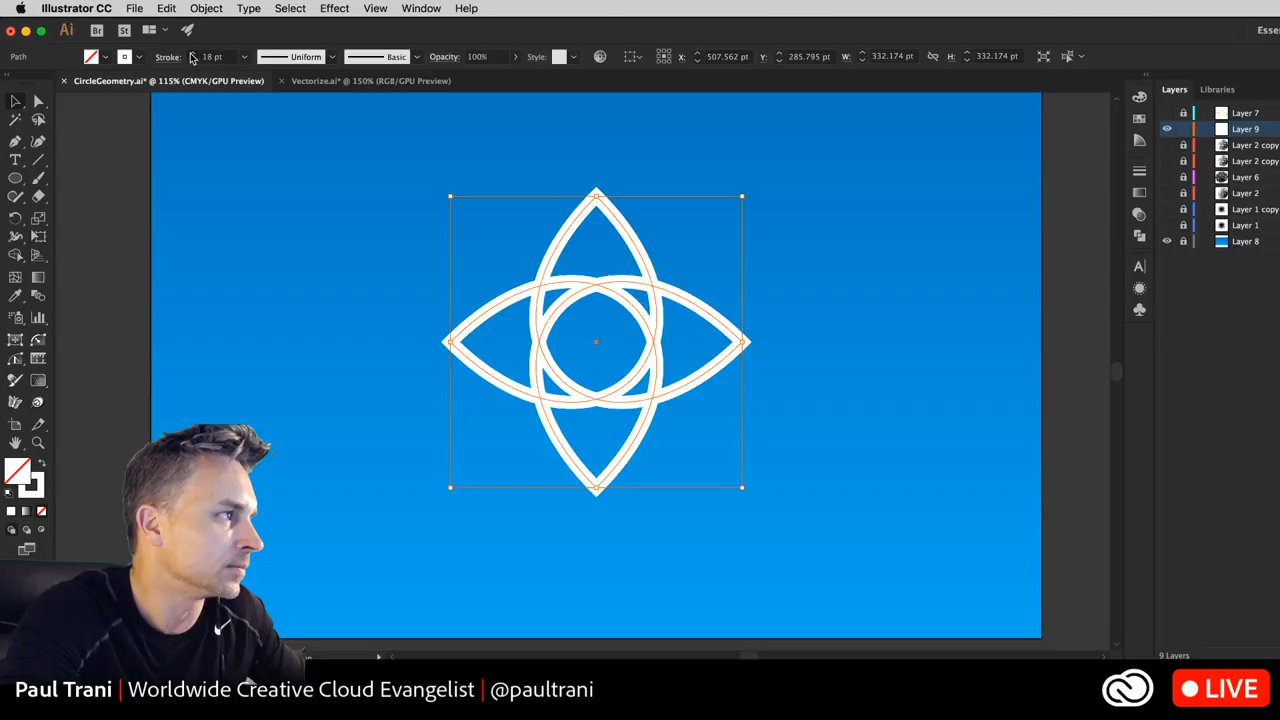 Illustrator CC File Edit Object Type Select Effect View Window Help
Ai Br St Esse
Path Stroke: 18 pt Uniform Basic Opacity: 100% Style: X: 507.562 pt Y: 285.795 pt W: 332.174 pt H: 332.174 pt
× CircleGeometry.ai* @ 115% (CMYK/GPU Preview) × Vectorize.ai* @ 150% (RGB/GPU Preview)
Layers Libraries
Layer 7
Layer 9
Layer 2 copy
Layer 2 copy
Layer 6
Layer 2
Layer 1 copy
Layer 1
Layer 8
9 Layers
Paul Trani | Worldwide Creative Cloud Evangelist | @paultrani
LIVE